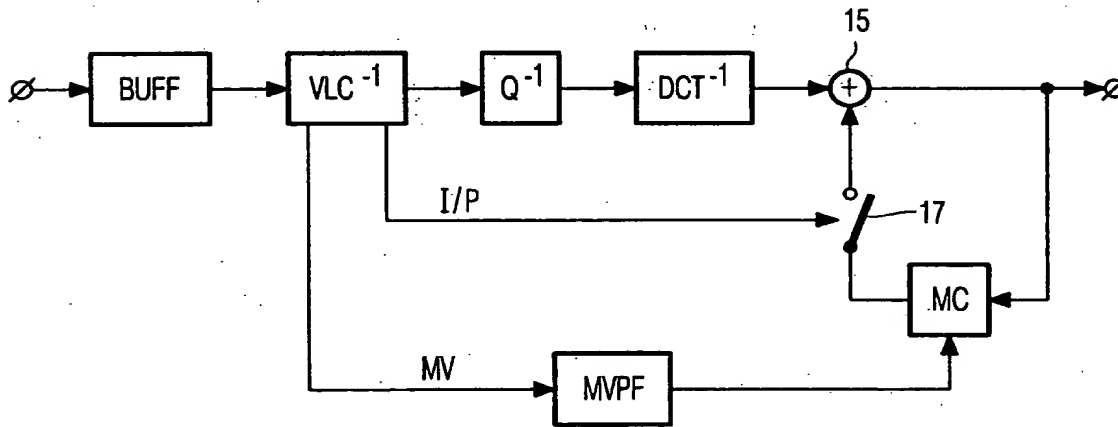 15
BUFF
VLC⁻¹
Q⁻¹
DCT⁻¹
+
I/P
17
MC
MV
MVPF